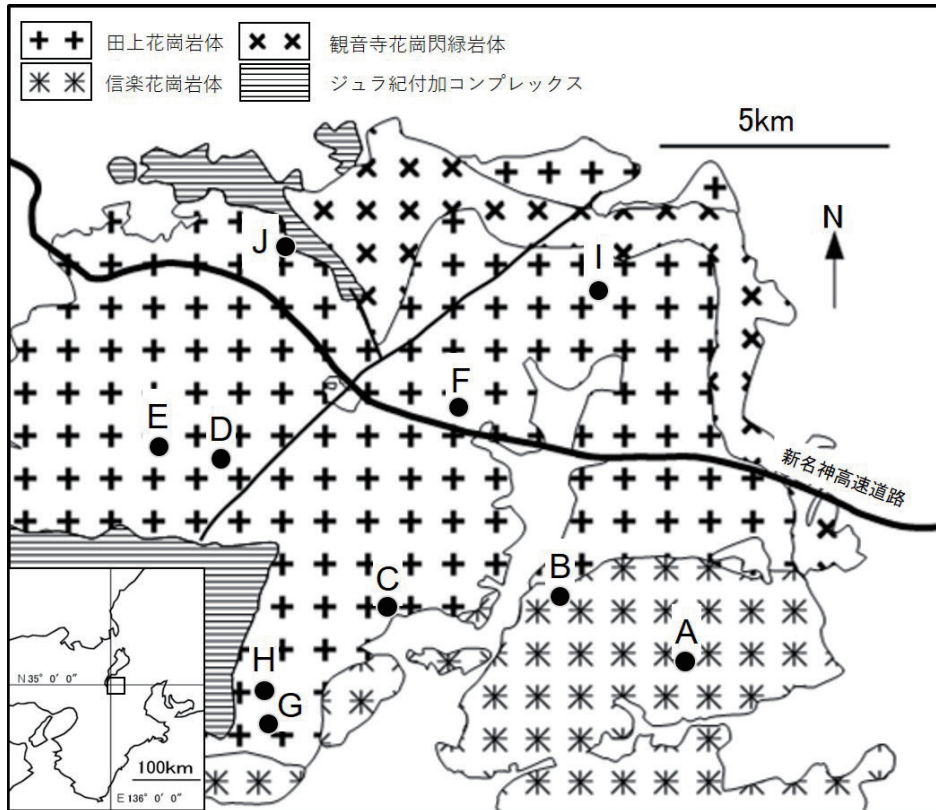 田上花崗岩体
観音寺花崗閃緑岩体
信楽花崗岩体
ジュラ紀付加コンプレックス
5km
N
J
I
F
E
D
新名神高速道路
B
C
A
H
G
N 35° 0′ 0″
100km
E 136° 0′ 0″